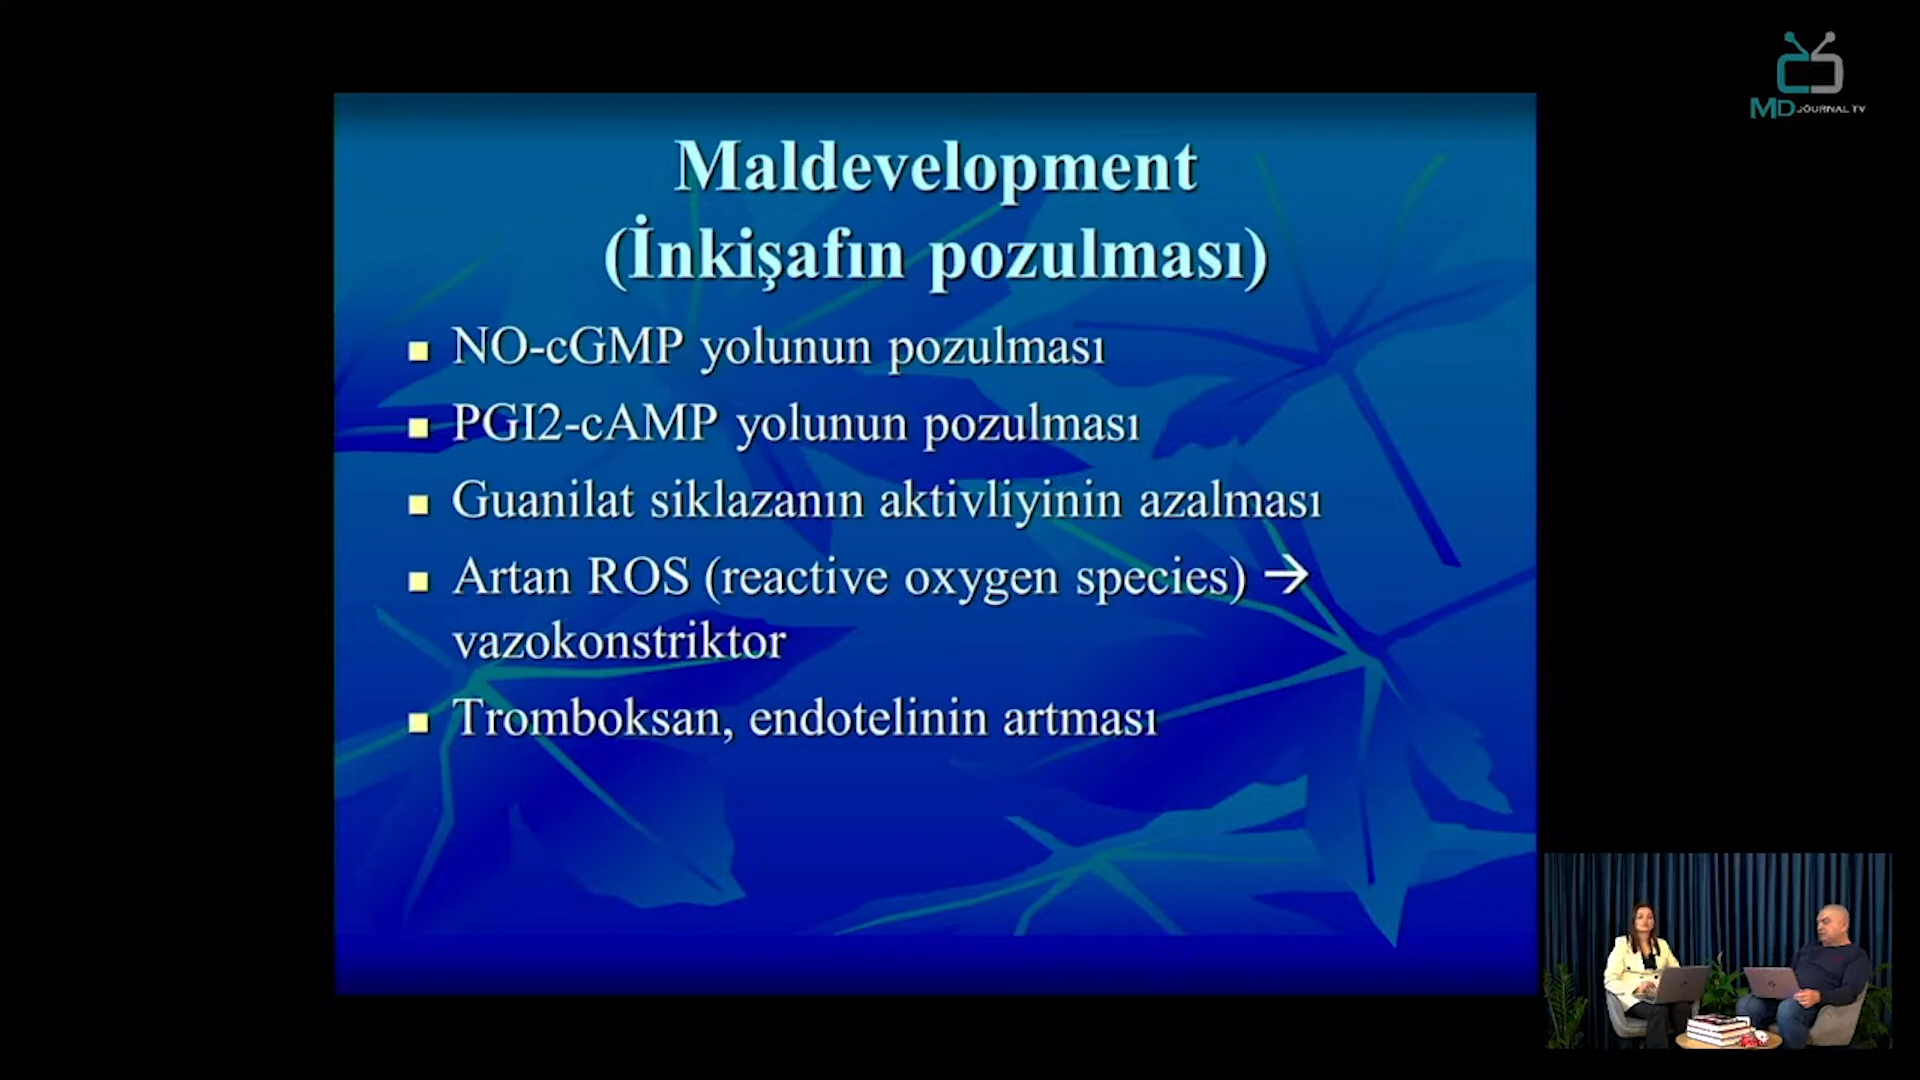 MD JOURNAL TV
Maldevelopment
(İnkişafın pozulması)
NO-cGMP yolunun pozulması
PGI2-cAMP yolunun pozulması
Guanilat siklazanın aktivliyinin azalması
Artan ROS (reactive oxygen species) →
vazokonstriktor
Tromboksan, endotelinin artması